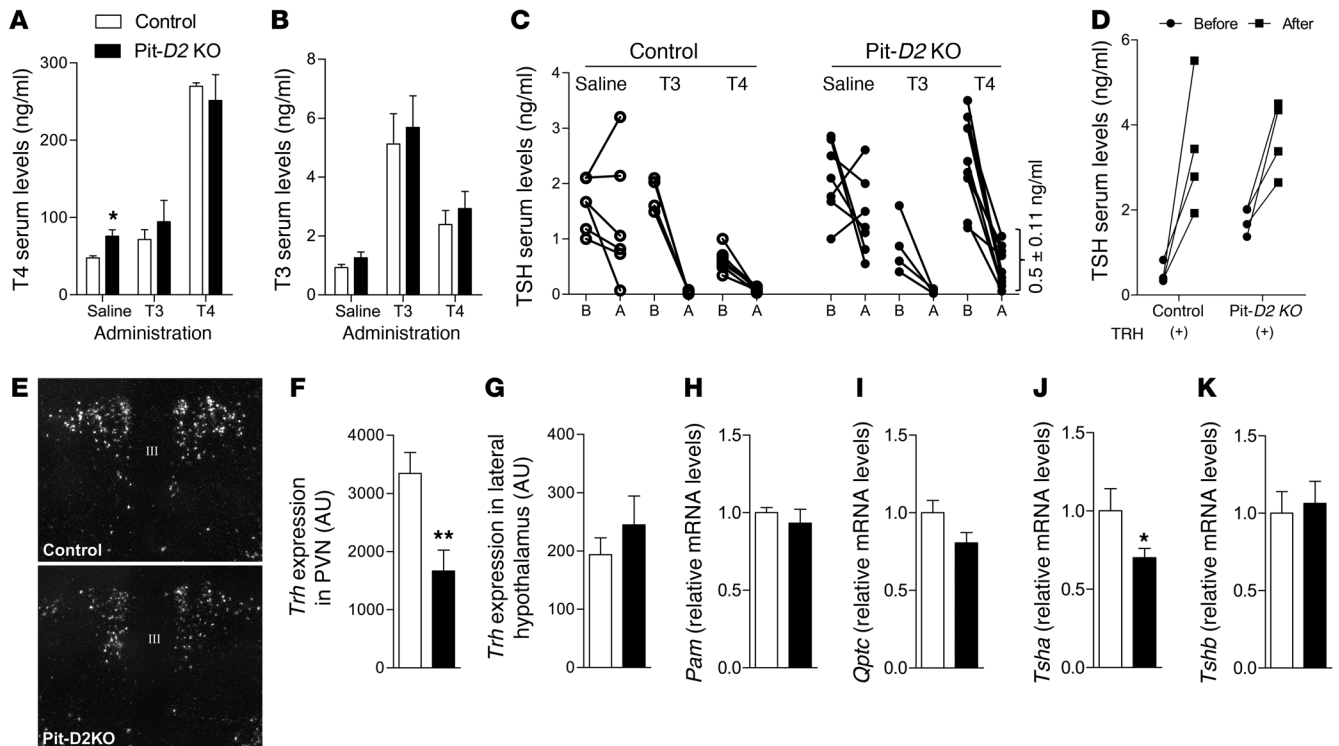 A
Control
Pit-D2 KO
T4 serum levels (ng/ml)
300
200
100
0
*
Saline
T3
T4
Administration
B
T3 serum levels (ng/ml)
8
6
4
2
0
Saline
T3
T4
Administration
C
Control
Pit-D2 KO
Saline
T3
T4
Saline
T3
T4
TSH serum levels (ng/ml)
4
3
2
1
0
B A B A B A B A B A B A
0.5 ± 0.11 ng/ml
D
Before After
TSH serum levels (ng/ml)
6
4
2
0
Control Pit-D2 KO
TRH (+) (+)
E
III
Control
III
Pit-D2KO
F
Trh expression
in PVN (AU)
4000
3000
2000
1000
0
**
G
Trh expression in lateral
hypothalamus (AU)
400
300
200
100
0
H
Pam (relative mRNA levels)
1.5
1.0
0.5
0.0
I
Qptc (relative mRNA levels)
1.5
1.0
0.5
0.0
J
Tsha (relative mRNA levels)
1.5
1.0
0.5
0.0
*
K
Tshb (relative mRNA levels)
1.5
1.0
0.5
0.0